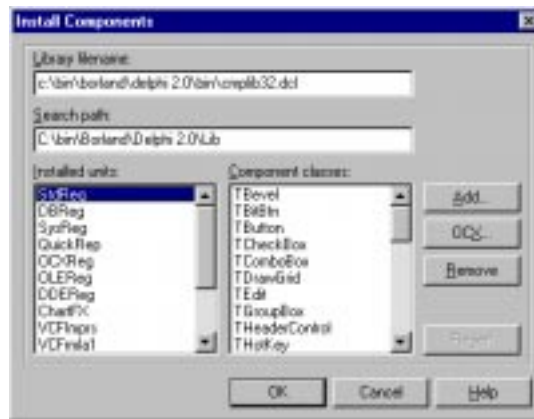 Install Components
Library filename:
c:\bin\borland\delphi 2.0\bin\cmplib32.dcl
Search path:
C:\bin\Borland\Delphi 2.0\Lib
Installed units:
StdReg
DBReg
SysReg
QuickRep
OCXReg
OLEReg
DDEReg
ChartFX
VCFImprs
Component classes:
TBevel
TBitBtn
TButton
TCheckBox
TComboBox
TDrawGrid
TEdit
TGroupBox
THeaderControl
THotKey
Add...
OCX...
Remove
Revert
OK
Cancel
Help